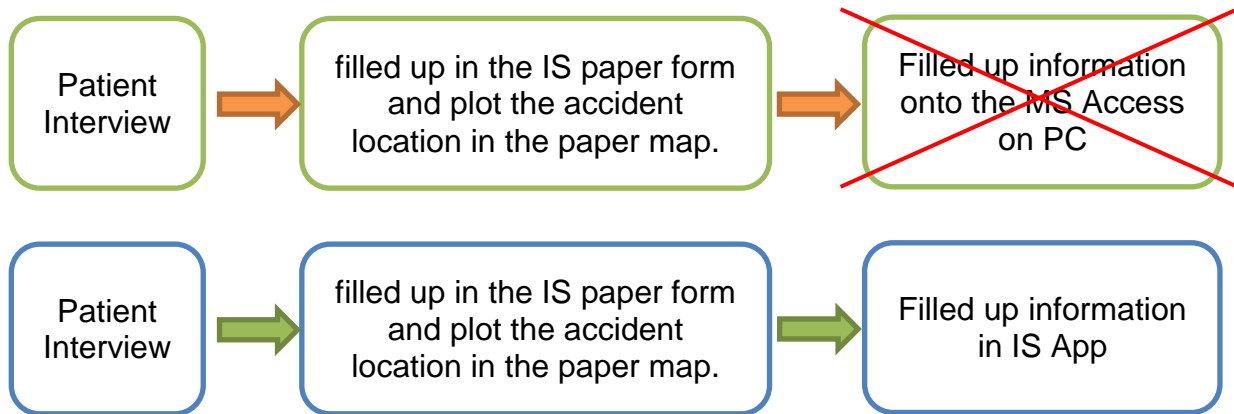 Patient
Interview
filled up in the IS paper form
and plot the accident
location in the paper map.
Filled up information
onto the MS Access
on PC
Patient
Interview
filled up in the IS paper form
and plot the accident
location in the paper map.
Filled up information
in IS App